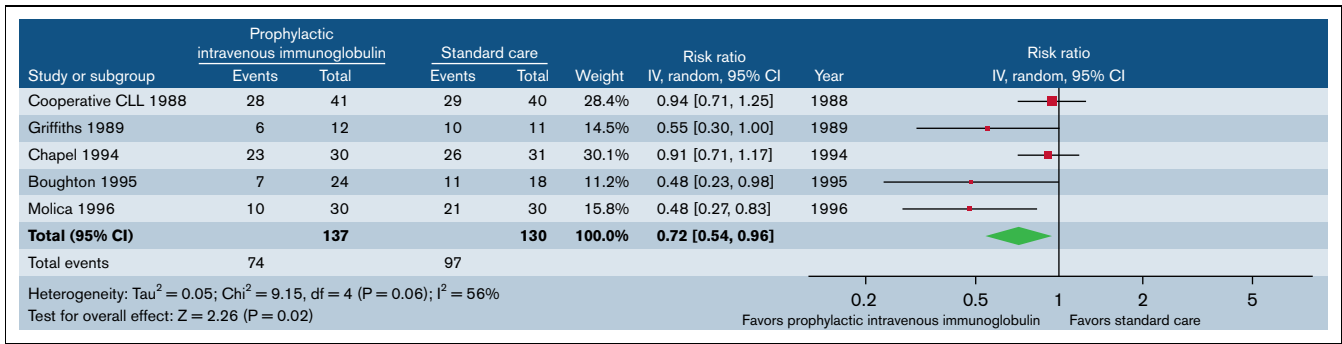 Prophylactic
intravenous immunoglobulin Standard care Risk ratio Risk ratio
Study or subgroup Events Total Events Total Weight IV, random, 95% CI Year IV, random, 95% CI
Cooperative CLL 1988 28 41 29 40 28.4% 0.94 [0.71, 1.25] 1988
Griffiths 1989 6 12 10 11 14.5% 0.55 [0.30, 1.00] 1989
Chapel 1994 23 30 26 31 30.1% 0.91 [0.71, 1.17] 1994
Boughton 1995 7 24 11 18 11.2% 0.48 [0.23, 0.98] 1995
Molica 1996 10 30 21 30 15.8% 0.48 [0.27, 0.83] 1996
Total (95% CI) 137 130 100.0% 0.72 [0.54, 0.96]
Total events 74 97
Heterogeneity: Tau² = 0.05; Chi² = 9.15, df = 4 (P = 0.06); I² = 56%
Test for overall effect: Z = 2.26 (P = 0.02)
0.2 0.5 1 2 5
Favors prophylactic intravenous immunoglobulin Favors standard care